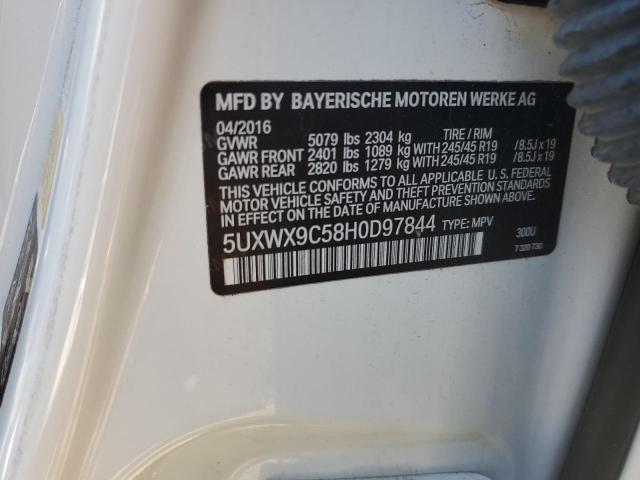 MFD BY BAYERISCHE MOTOREN WERKE AG
04/2016
GVWR 5079 lbs 2304 kg TIRE / RIM
GAWR FRONT 2401 lbs 1089 kg WITH 245/45 R19 / 8.5J x 19
GAWR REAR 2820 lbs 1279 kg WITH 245/45 R19 / 8.5J x 19
THIS VEHICLE CONFORMS TO ALL APPLICABLE U. S. FEDERAL
MOTOR VEHICLE SAFETY AND THEFT PREVENTION STANDARDS
IN EFFECT ON THE DATE OF MANUFACTURE SHOWN ABOVE.
5UXWX9C58H0D97844 TYPE: MPV
300U
7 320 730